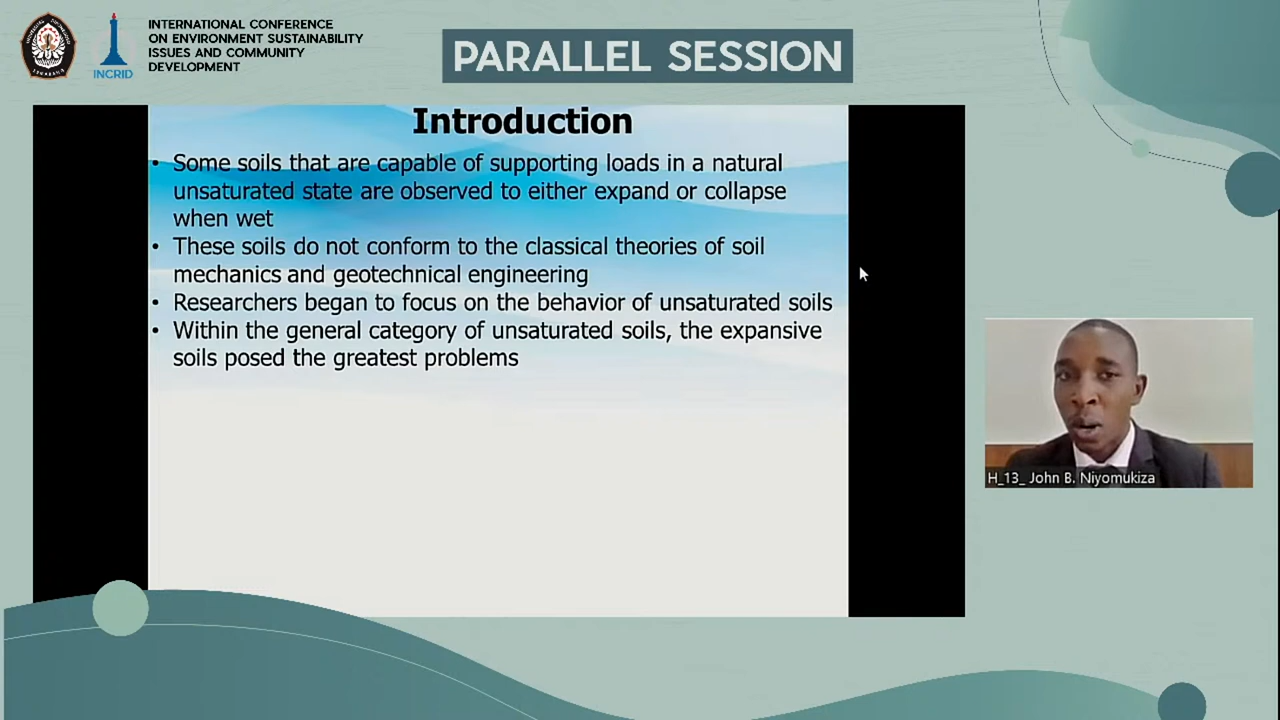 INTERNATIONAL CONFERENCE
ON ENVIRONMENT SUSTAINABILITY
ISSUES AND COMMUNITY
DEVELOPMENT
INCRID
PARALLEL SESSION
Introduction
• Some soils that are capable of supporting loads in a natural
unsaturated state are observed to either expand or collapse
when wet
• These soils do not conform to the classical theories of soil
mechanics and geotechnical engineering
• Researchers began to focus on the behavior of unsaturated soils
• Within the general category of unsaturated soils, the expansive
soils posed the greatest problems
H_13_ John B. Niyomukiza